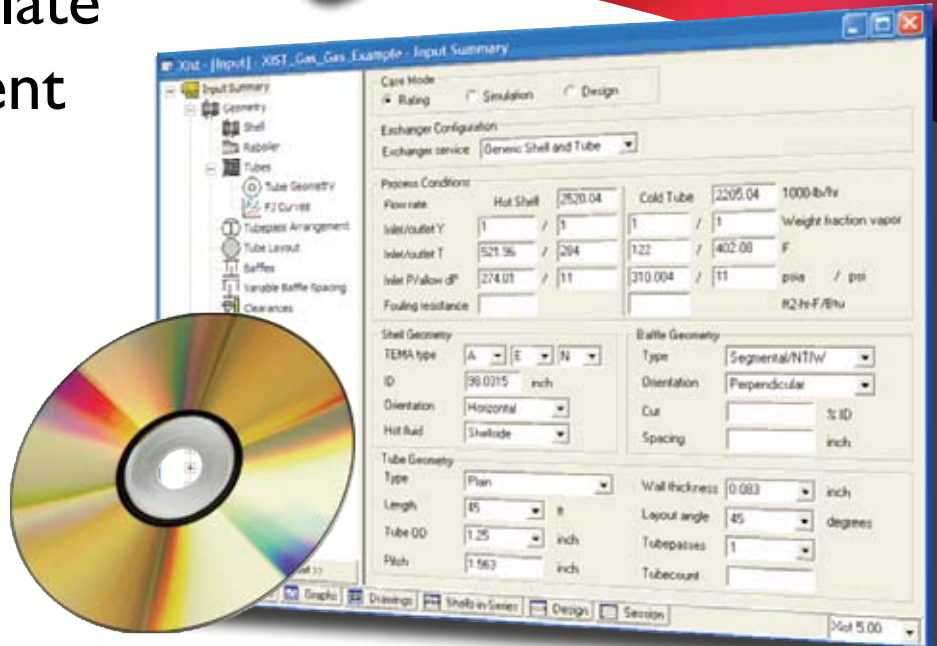 late
ent
Xist - [Input] - XIST_Gas_Gas_Example - Input Summary
Input Summary
Geometry
Shell
Reboiler
Tubes
Tube Geometry
FJ Curves
Tubepass Arrangement
Tube Layout
Baffles
Variable Baffle Spacing
Clearances
Case Mode
Rating Simulation Design
Exchanger Configuration
Exchanger service Generic Shell and Tube
Process Conditions
Hot Shell Cold Tube
Flow rate 2520.04 2205.04 1000-lb/hr
Inlet/outlet Y 1 / 1 1 / 1 Weight fraction vapor
Inlet/outlet T 521.96 / 284 122 / 402.08 F
Inlet P/allow dP 274.01 / 11 310.004 / 11 psia / psi
Fouling resistance ft2-hr-F/Btu
Shell Geometry
TEMA type A E N
ID 98.0315 inch
Orientation Horizontal
Hot fluid Shellside
Baffle Geometry
Type Segmental/NTIW
Orientation Perpendicular
Cut % ID
Spacing inch
Tube Geometry
Type Plain
Length 45 ft
Tube OD 1.25 inch
Pitch 1.563 inch
Wall thickness 0.083 inch
Layout angle 45 degrees
Tubepasses 1
Tubecount
Graphs Drawings Shells-in-Series Design Session
Xist 5.00